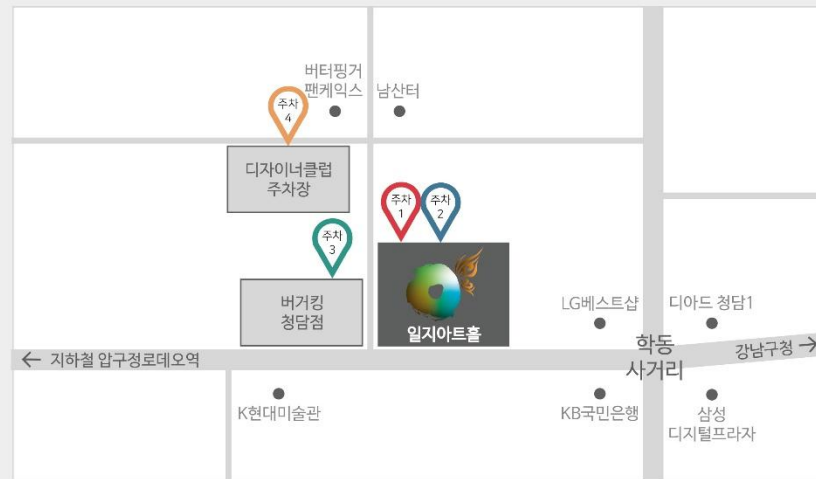 버터핑거
팬케익스
남산터
주차
4
디자이너클럽
주차장
주차
1
주차
2
주차
3
버거킹
청담점
일지아트홀
LG베스트샵
디아드 청담1
학동
사거리
강남구청 →
← 지하철 압구정로데오역
K현대미술관
KB국민은행
삼성
디지털프라자